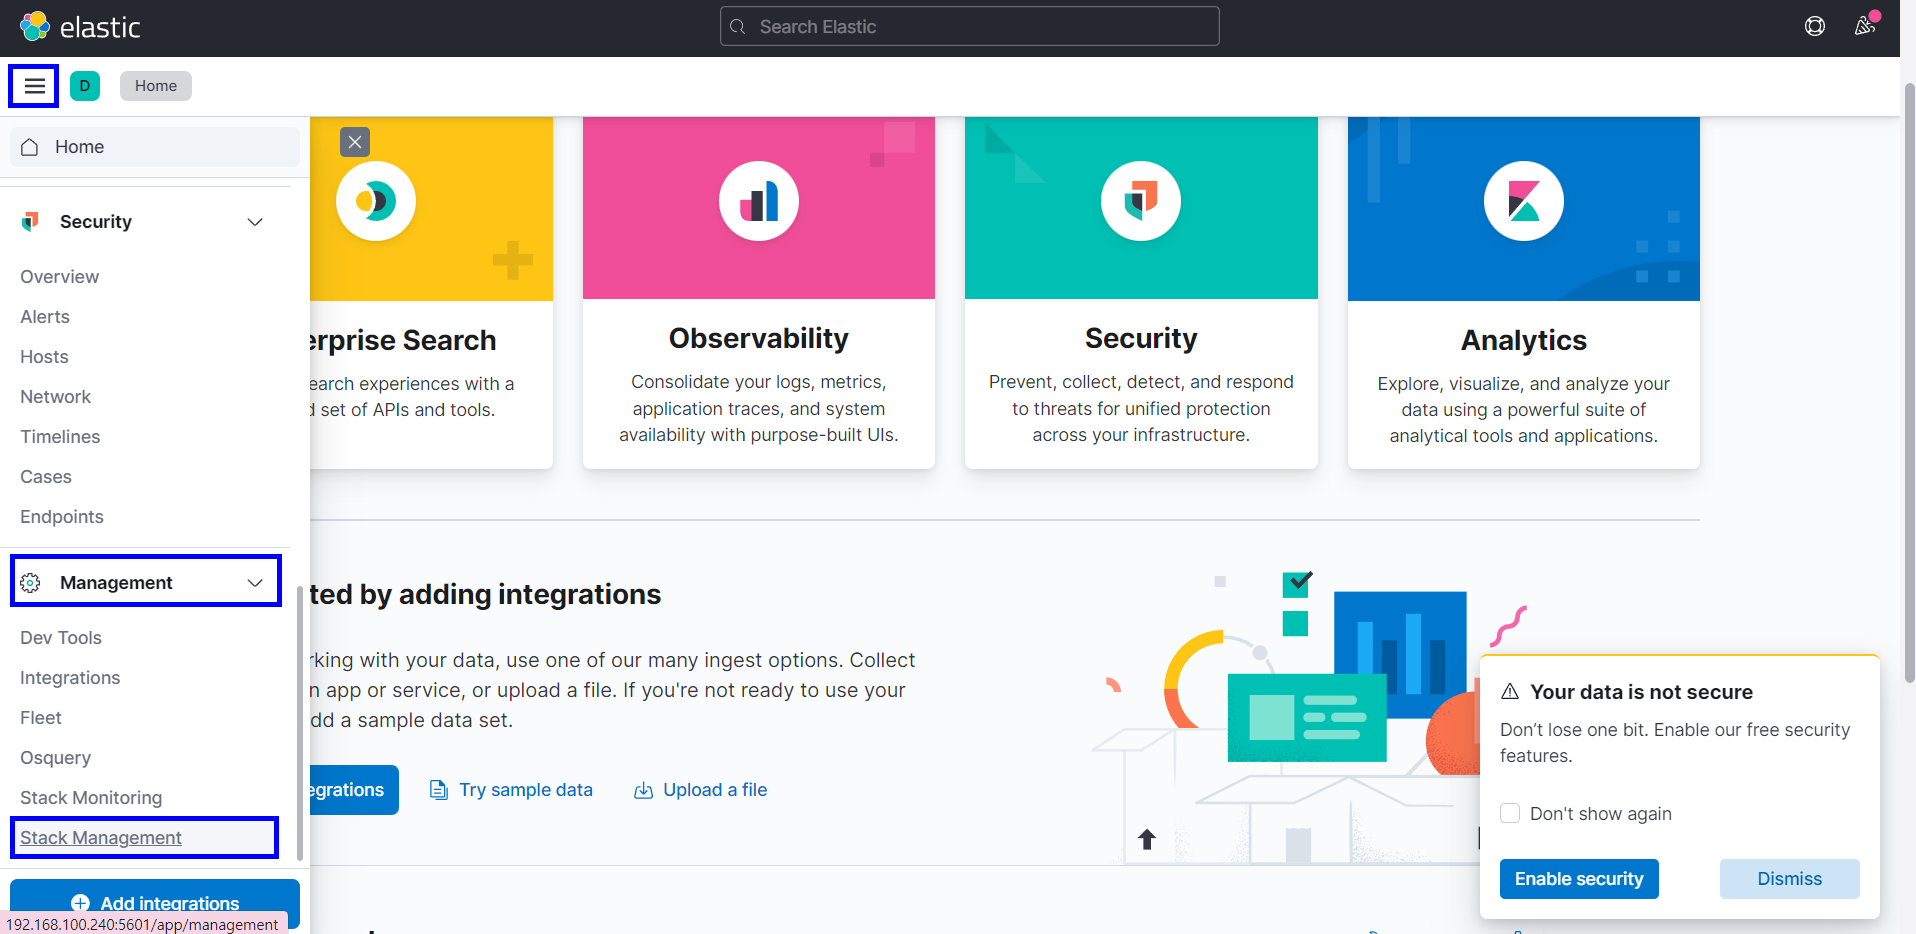 elastic
Search Elastic
D
Home
Home
Security
Overview
Alerts
Hosts
Network
Timelines
Cases
Endpoints
Management
Dev Tools
Integrations
Fleet
Osquery
Stack Monitoring
Stack Management
Add integrations
192.168.100.240:5601/app/management
erprise Search
earch experiences with a
d set of APIs and tools.
Observability
Consolidate your logs, metrics,
application traces, and system
availability with purpose-built UIs.
Security
Prevent, collect, detect, and respond
to threats for unified protection
across your infrastructure.
Analytics
Explore, visualize, and analyze your
data using a powerful suite of
analytical tools and applications.
ted by adding integrations
rking with your data, use one of our many ingest options. Collect
n app or service, or upload a file. If you're not ready to use your
dd a sample data set.
egrations
Try sample data
Upload a file
Your data is not secure
Don’t lose one bit. Enable our free security
features.
Don't show again
Enable security
Dismiss